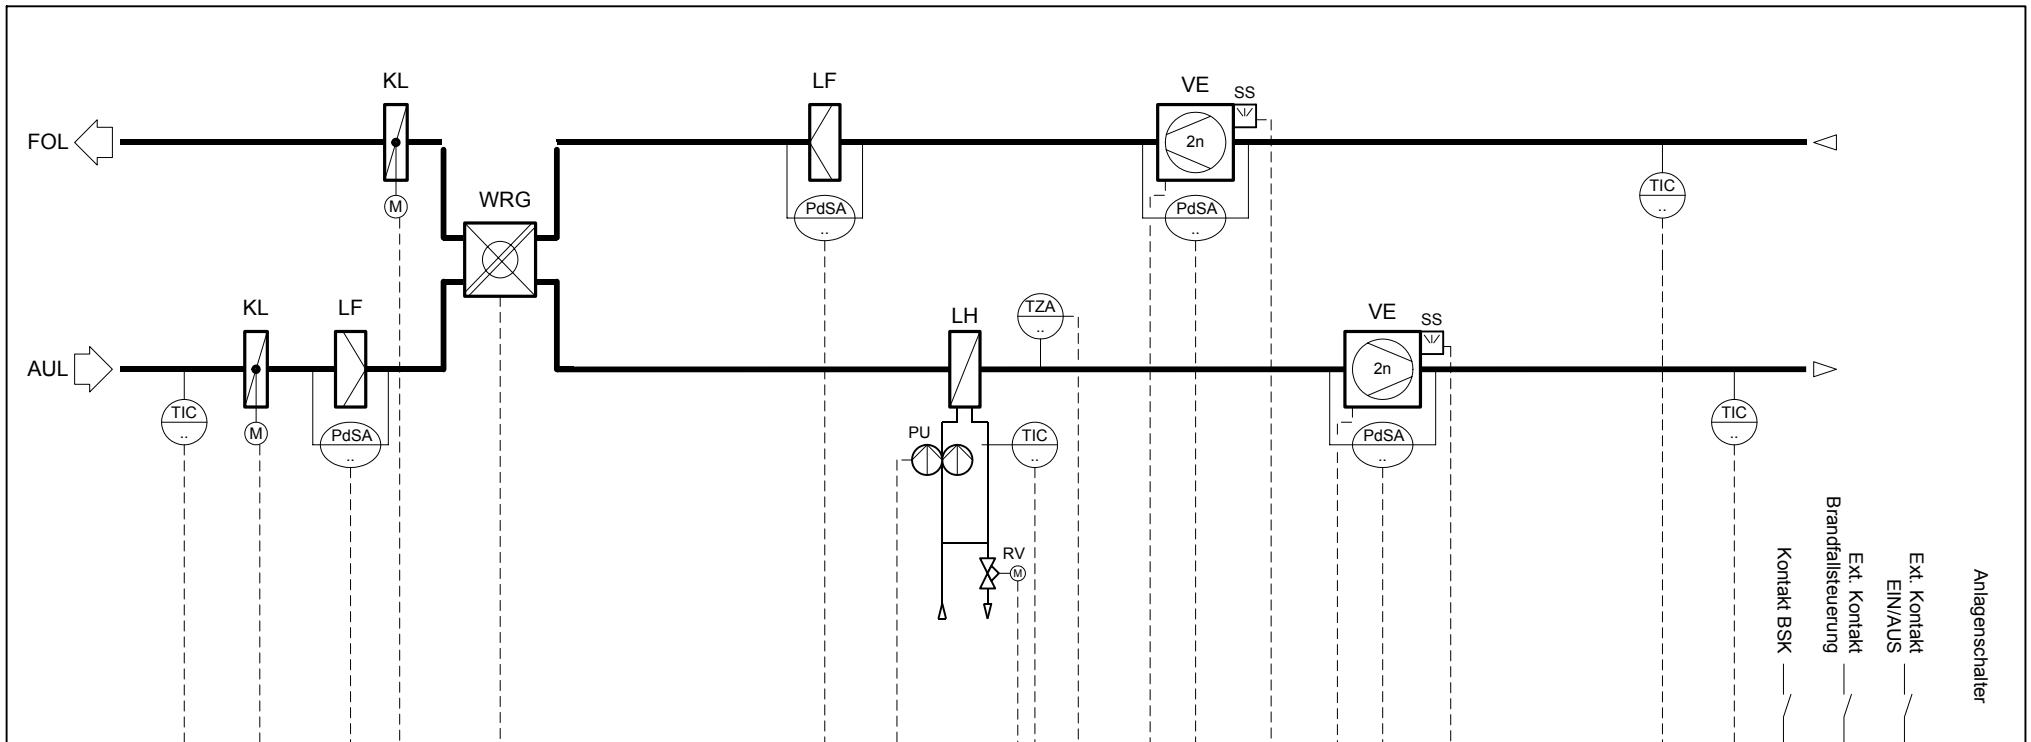 KL
LF
VE
SS
FOL
2n
TIC
..
M
WRG
PdSA
..
PdSA
..
KL
LF
LH
TZA
..
VE
SS
AUL
2n
TIC
..
M
PdSA
..
PU
TIC
..
PdSA
..
TIC
..
RV
M
Kontakt BSK
Ext. Kontakt
Brandfallsteuerung
Ext. Kontakt
EIN/AUS
Anlagenschalter